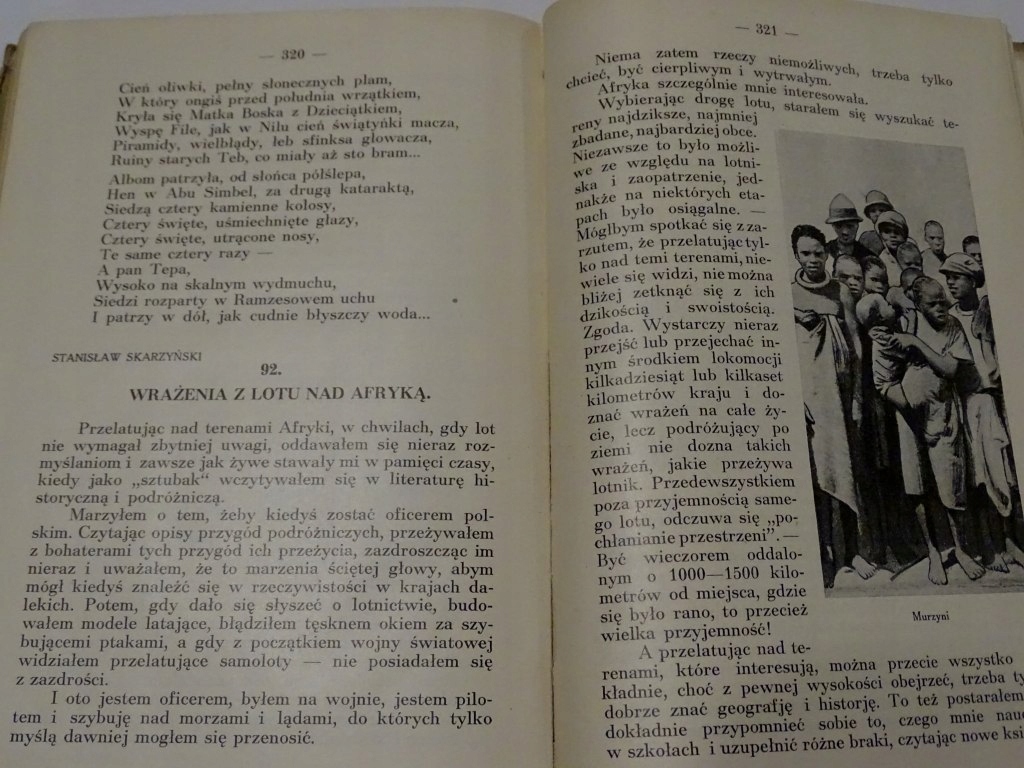 — 320 —
Cień oliwki, pełny słonecznych plam,
W który ongiś przed południa wrzątkiem,
Kryła się Matka Boska z Dzieciątkiem,
Wyspę File, jak w Nilu cień świątyńki macza,
Piramidy, wielbłądy, łeb sfinksa głowacza,
Ruiny starych Teb, co miały aż sto bram...
Albom patrzyła, od słońca półślepa,
Hen w Abu Simbel, za drugą kataraktą,
Siedzą cztery kamienne kolosy,
Cztery święte, uśmiechnięte głazy,
Cztery święte, utrącone nosy,
Te same cztery razy —
A pan Tepa,
Wysoko na skalnym wydmuchu,
Siedzi rozparty w Ramzesowem uchu
I patrzy w dół, jak cudnie błyszczy woda...
STANISŁAW SKARZYŃSKI
92.
WRAŻENIA Z LOTU NAD AFRYKĄ.
Przelatując nad terenami Afryki, w chwilach, gdy lot
nie wymagał zbytniej uwagi, oddawałem się nieraz roz-
myślaniom i zawsze jak żywe stawały mi w pamięci czasy,
kiedy jako „sztubak“ wczytywałem się w literaturę hi-
storyczną i podróżniczą.
Marzyłem o tem, żeby kiedyś zostać oficerem pol-
skim. Czytając opisy przygód podróżniczych, przeżywałem
z bohaterami tych przygód ich przeżycia, zazdroszcząc im
nieraz i uważałem, że to marzenia ściętej głowy, abym
mógł kiedyś znaleźć się w rzeczywistości w krajach da-
lekich. Potem, gdy dało się słyszeć o lotnictwie, budo-
wałem modele latające, błądziłem tęsknem okiem za szy-
bującemi ptakami, a gdy z początkiem wojny światowej
widziałem przelatujące samoloty — nie posiadałem się
z zazdrości.
I oto jestem oficerem, byłem na wojnie, jestem pilo-
tem i szybuję nad morzami i lądami, do których tylko
myślą dawniej mogłem się przenosić.
— 321 —
Niema zatem rzeczy niemożliwych, trzeba tylko
chcieć, być cierpliwym i wytrwałym.
Afryka szczególnie mnie interesowała.
Wybierając drogę lotu, starałem się wyszukać te-
reny najdziksze, najmniej
zbadane, najbardziej obce.
Niezawsze to było możli-
we ze względu na lotni-
ska i zaopatrzenie, jed-
nakże na niektórych eta-
pach było osiągalne. —
Mógłbym spotkać się z za-
rzutem, że przelatując tyl-
ko nad temi terenami, nie-
wiele się widzi, nie można
bliżej zetknąć się z ich
dzikością i swoistością.
Zgoda. Wystarczy nieraz
przejść lub przejechać in-
nym środkiem lokomocji
kilkadziesiąt lub kilkaset
kilometrów kraju i do-
znać wrażeń na całe ży-
cie, lecz podróżujący po
ziemi nie dozna takich
wrażeń, jakie przeżywa
lotnik. Przedewszystkiem
poza przyjemnością same-
go lotu, odczuwa się „po-
chłanianie przestrzeni”. —
Być wieczorem oddalo-
nym o 1000—1500 kilo-
metrów od miejsca, gdzie
się było rano, to przecież
wielka przyjemność!
Murzyni
A przelatując nad te-
renami, które interesują, można przecie wszystko
kładnie, choć z pewnej wysokości obejrzeć, trzeba ty
dobrze znać geografję i historję. To też postarałem
dokładnie przypomnieć sobie to, czego mnie nauc
w szkołach i uzupełnić różne braki, czytając nowe ksi